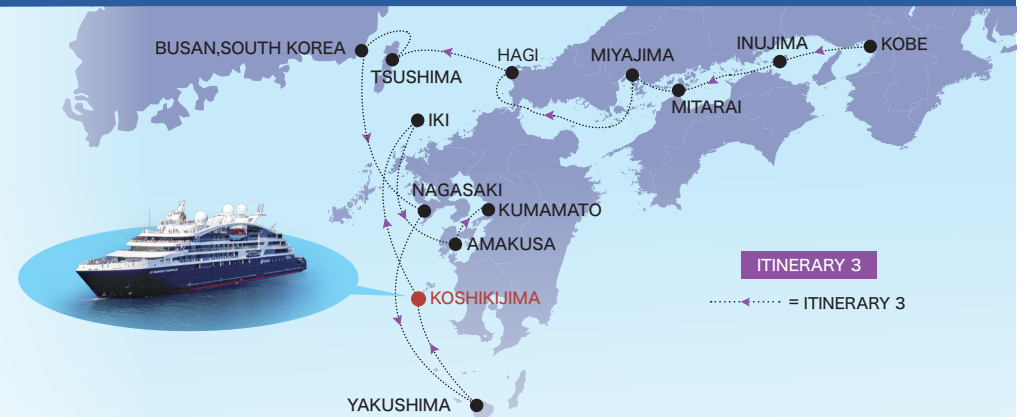 BUSAN,SOUTH KOREA
TSUSHIMA
HAGI
MIYAJIMA
INUJIMA
KOBE
MITARAI
IKI
NAGASAKI
KUMAMATO
AMAKUSA
ITINERARY 3
KOSHIKIJIMA
= ITINERARY 3
YAKUSHIMA